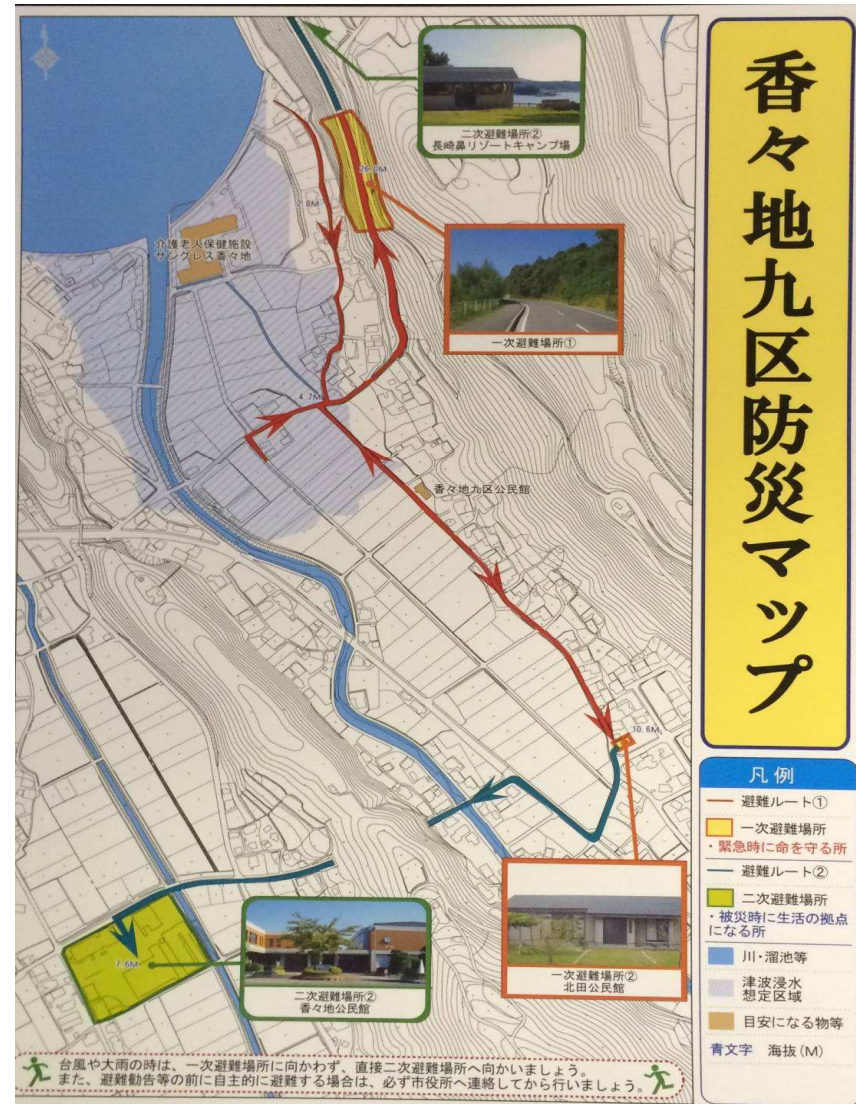 香々地九区防災マップ
二次避難場所②
長崎鼻リゾートキャンプ場
2.8M
介護老人保健施設
サングレス香々地
一次避難場所①
4.7M
香々地九区公民館
10.6M
7.6M
二次避難場所②
香々地公民館
一次避難場所②
北田公民館
凡例
避難ルート①
一次避難場所
・緊急時に命を守る所
避難ルート②
二次避難場所
・被災時に生活の拠点
になる所
川・溜池等
津波浸水
想定区域
目安になる物等
青文字 海抜(M)
台風や大雨の時は、一次避難場所に向かわず、直接二次避難場所へ向かいましょう。
また、避難勧告等の前に自主的に避難する場合は、必ず市役所へ連絡してから行いましょう。